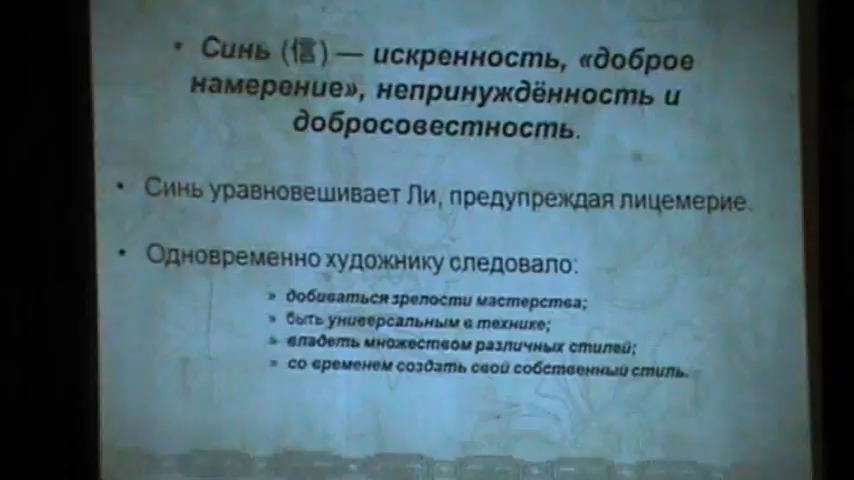 • Синь (信) — искренность, «доброе
намерение», непринуждённость и
добросовестность.
• Синь уравновешивает Ли, предупреждая лицемерие.
• Одновременно художнику следовало:
» добиваться зрелости мастерства;
» быть универсальным в технике;
» владеть множеством различных стилей;
» со временем создать свой собственный стиль.